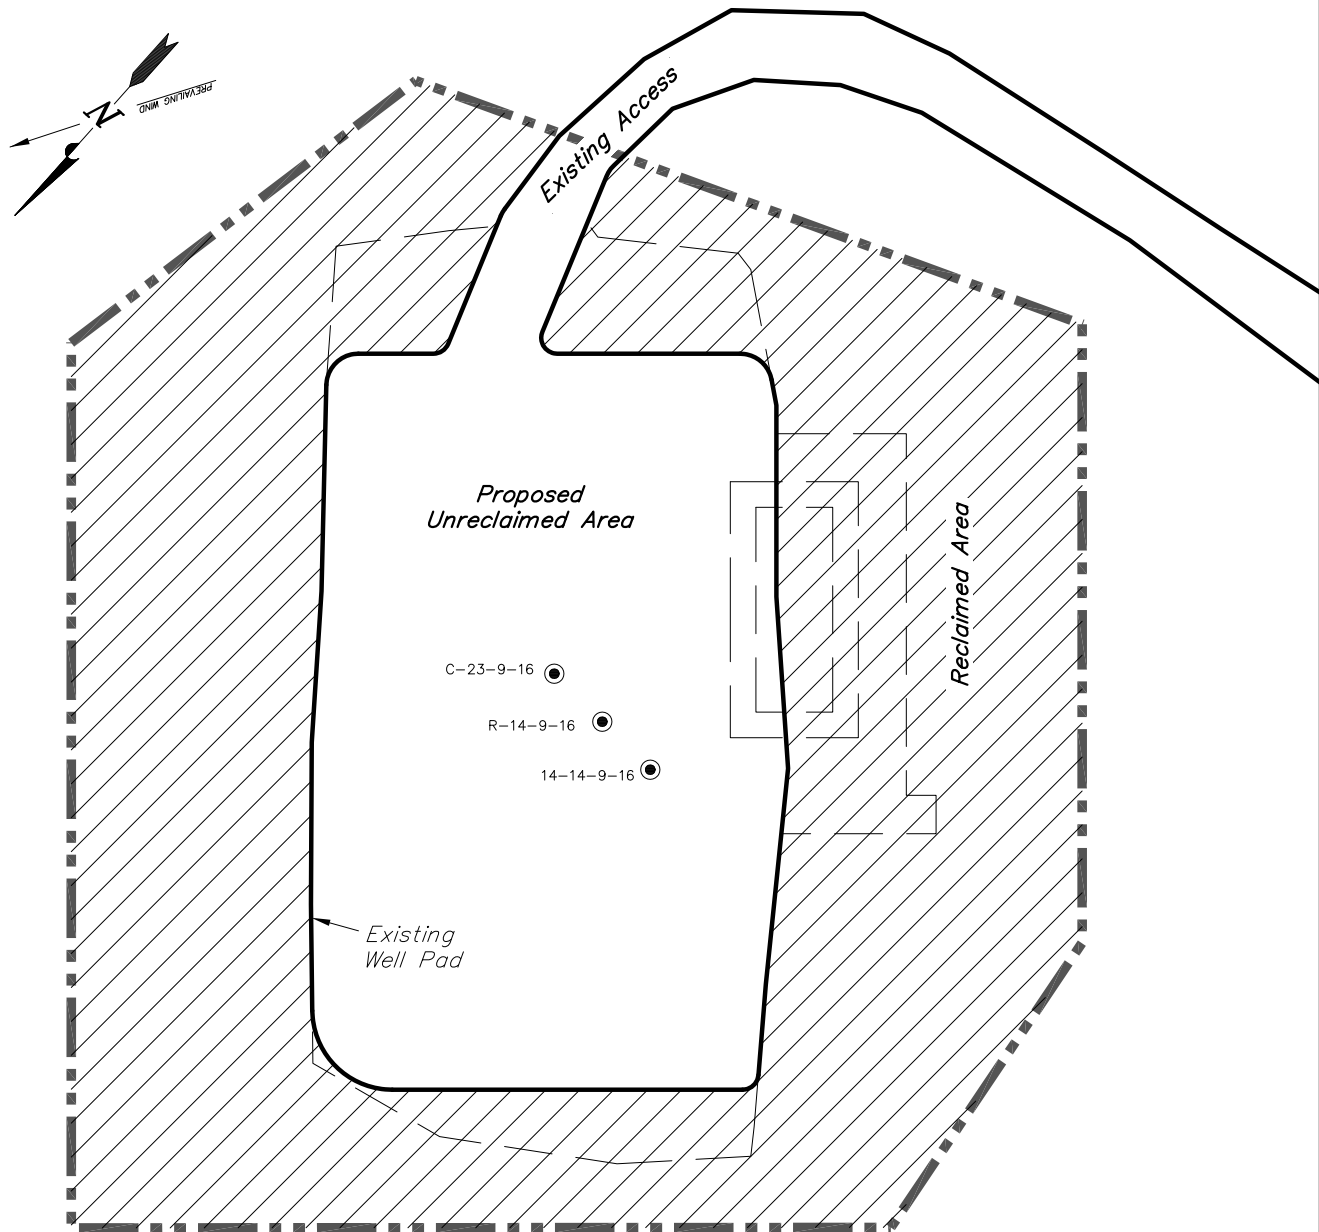 N
PREVAILING WIND
Existing Access
Proposed
Unreclaimed Area
Reclaimed Area
C-23-9-16
R-14-9-16
14-14-9-16
Existing
Well Pad